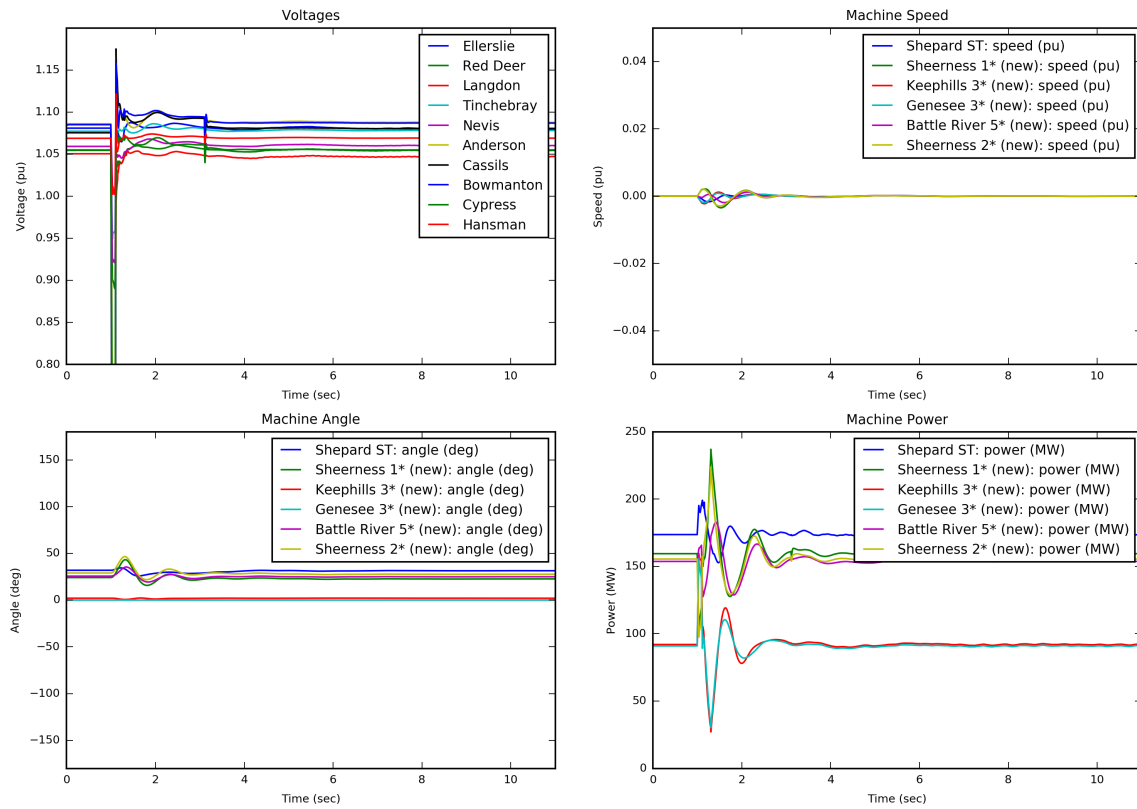 Voltages
1.15
1.10
1.05
1.00
0.95
0.90
0.85
0.80
Voltage (pu)
Ellerslie
Red Deer
Langdon
Tinchebray
Nevis
Anderson
Cassils
Bowmanton
Cypress
Hansman
0 2 4 6 8 10
Time (sec)
Machine Speed
0.04
0.02
0.00
−0.02
−0.04
Speed (pu)
Shepard ST: speed (pu)
Sheerness 1* (new): speed (pu)
Keephills 3* (new): speed (pu)
Genesee 3* (new): speed (pu)
Battle River 5* (new): speed (pu)
Sheerness 2* (new): speed (pu)
0 2 4 6 8 10
Time (sec)
Machine Angle
150
100
50
0
−50
−100
−150
Angle (deg)
Shepard ST: angle (deg)
Sheerness 1* (new): angle (deg)
Keephills 3* (new): angle (deg)
Genesee 3* (new): angle (deg)
Battle River 5* (new): angle (deg)
Sheerness 2* (new): angle (deg)
0 2 4 6 8 10
Time (sec)
Machine Power
250
200
150
100
50
0
Power (MW)
Shepard ST: power (MW)
Sheerness 1* (new): power (MW)
Keephills 3* (new): power (MW)
Genesee 3* (new): power (MW)
Battle River 5* (new): power (MW)
Sheerness 2* (new): power (MW)
0 2 4 6 8 10
Time (sec)